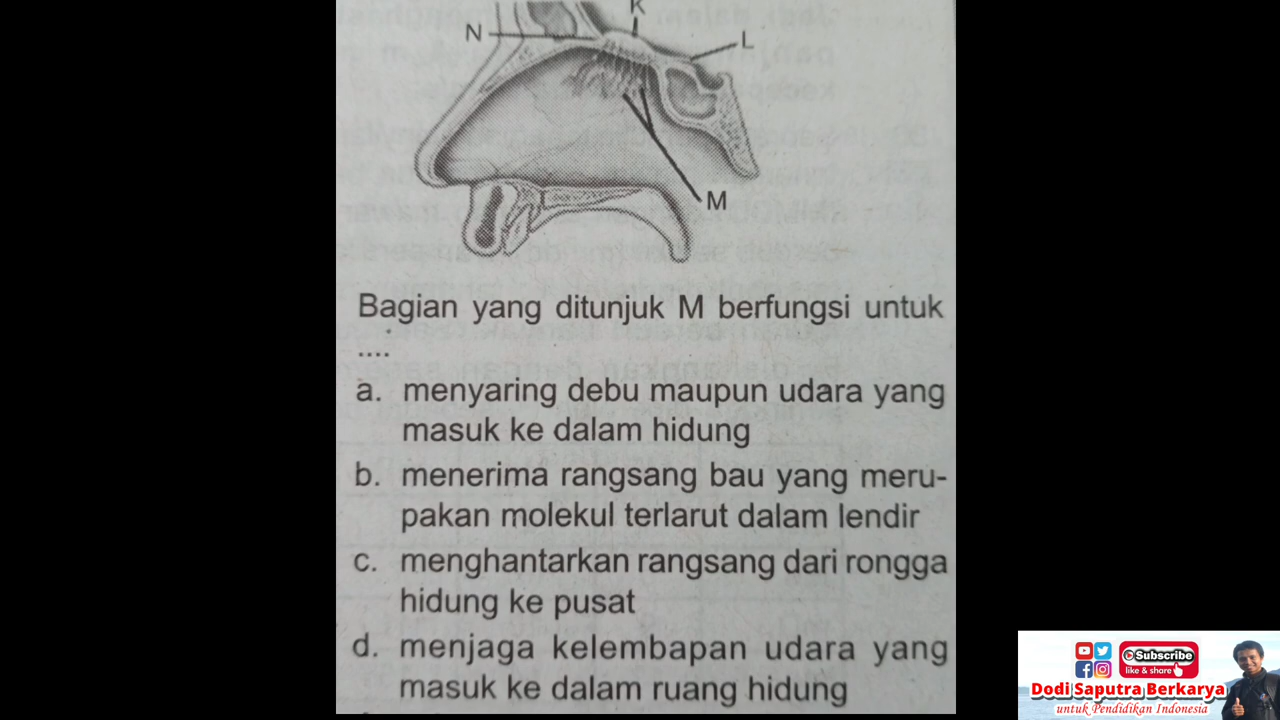 K
N
L
M
Bagian yang ditunjuk M berfungsi untuk
....
a. menyaring debu maupun udara yang
masuk ke dalam hidung
b. menerima rangsang bau yang meru-
pakan molekul terlarut dalam lendir
c. menghantarkan rangsang dari rongga
hidung ke pusat
d. menjaga kelembapan udara yang
masuk ke dalam ruang hidung
Subscribe
like & share
Dodi Saputra Berkarya
untuk Pendidikan Indonesia